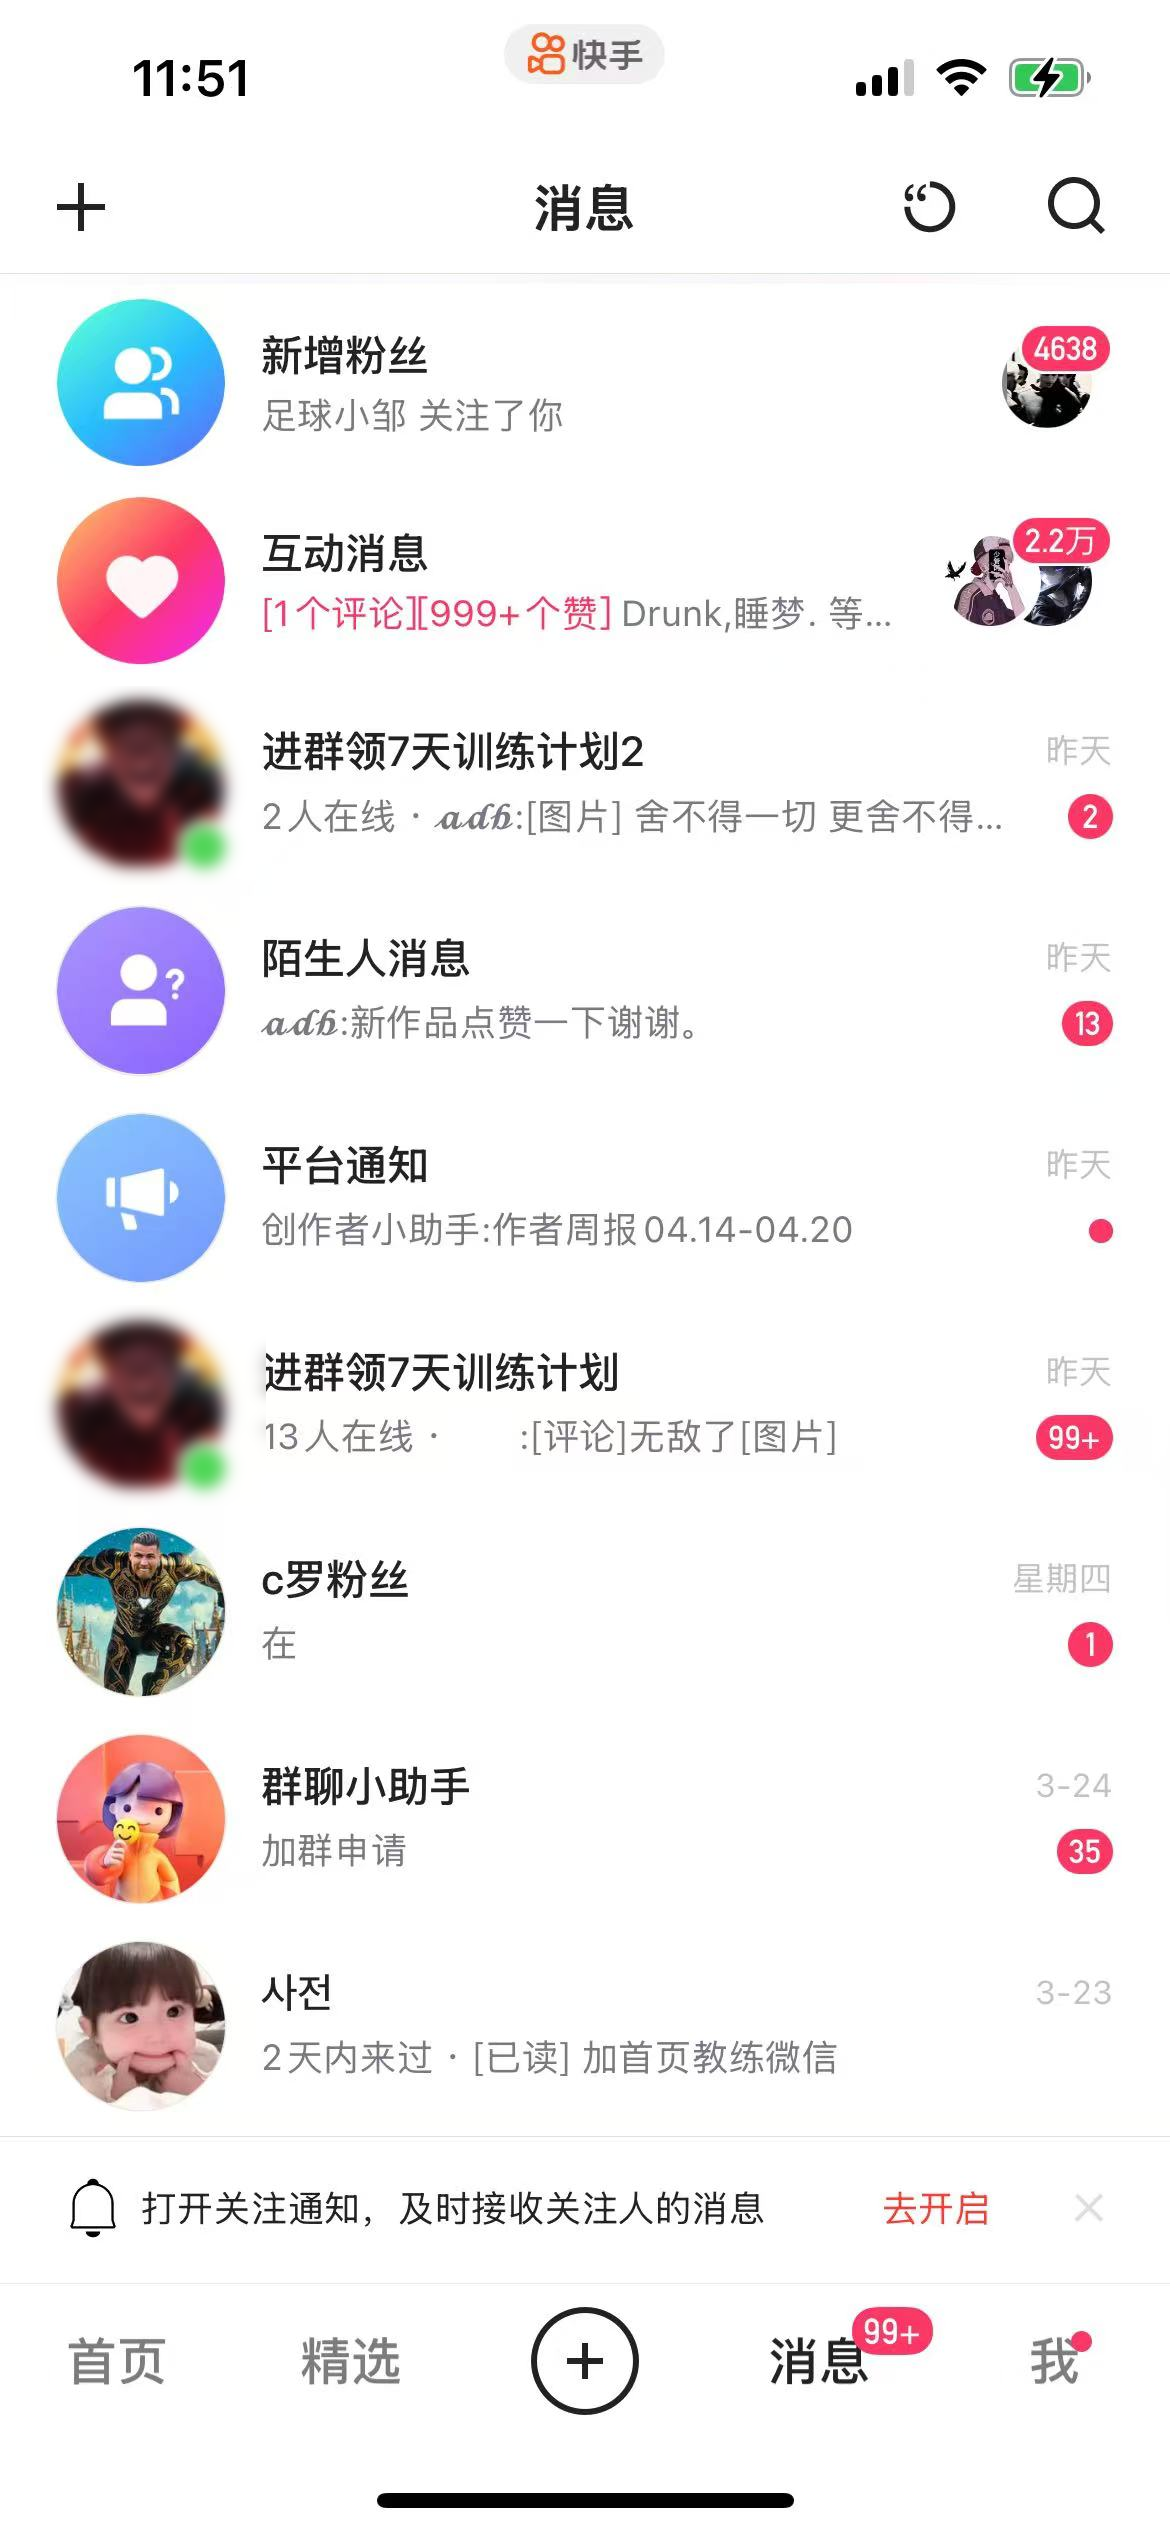 11:51
快手
消息
新增粉丝
4638
足球小邹 关注了你
互动消息
2.2万
[1个评论][999+个赞] Drunk,睡梦. 等...
进群领7天训练计划2
昨天
2人在线 · 𝓪𝓭𝓫:[图片] 舍不得一切 更舍不得...
2
陌生人消息
昨天
𝓪𝓭𝓫:新作品点赞一下谢谢。
13
平台通知
昨天
创作者小助手:作者周报04.14-04.20
进群领7天训练计划
昨天
13人在线 · :[评论]无敌了[图片]
99+
c罗粉丝
星期四
在
1
群聊小助手
3-24
加群申请
35
사전
3-23
2天内来过 · [已读] 加首页教练微信
打开关注通知，及时接收关注人的消息
去开启
首页
精选
消息
99+
我